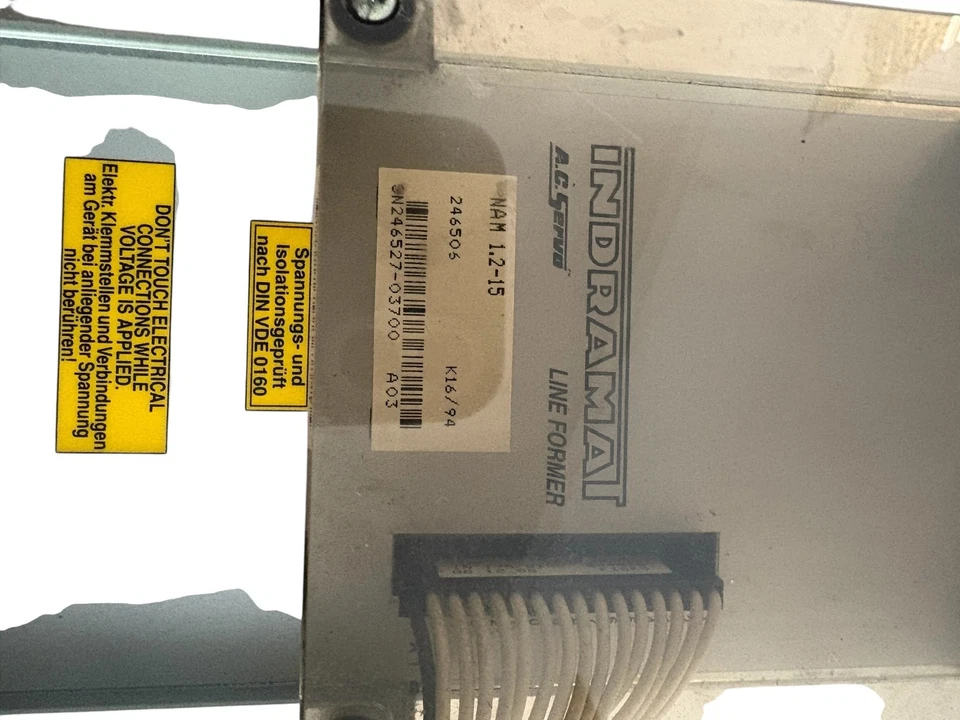 INDRAMAT
A.C. Servo™
LINE FORMER
NAM 1.2-15
246506 K16/94
SN246527-03700 A03
Spannungs- und
Isolationsgeprüft
nach DIN VDE 0160
DON'T TOUCH ELECTRICAL
CONNECTIONS WHILE
VOLTAGE IS APPLIED
Elektr. Klemmstellen und Verbindungen
am Gerät bei anliegender Spannung
nicht berühren!